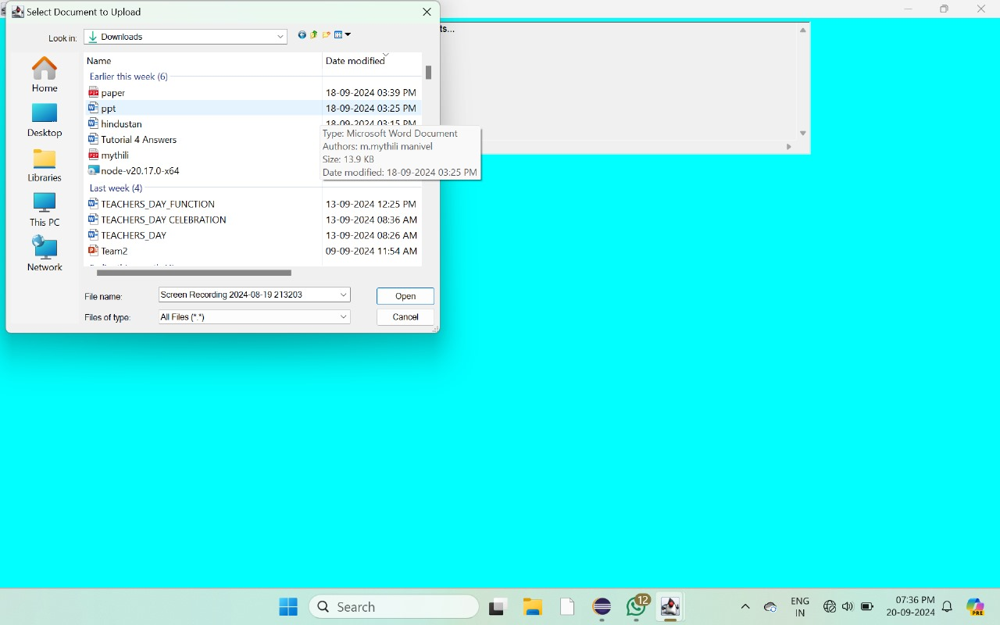 Select Document to Upload
Look in: Downloads
ts...
Home
Desktop
Libraries
This PC
Network
Name Date modified
Earlier this week (6)
paper 18-09-2024 03:39 PM
ppt 18-09-2024 03:25 PM
hindustan 18-09-2024 03:15 PM
Tutorial 4 Answers
mythili
node-v20.17.0-x64
Type: Microsoft Word Document
Authors: m.mythili manivel
Size: 13.9 KB
Date modified: 18-09-2024 03:25 PM
Last week (4)
TEACHERS_DAY_FUNCTION 13-09-2024 12:25 PM
TEACHERS_DAY CELEBRATION 13-09-2024 08:36 AM
TEACHERS_DAY 13-09-2024 08:26 AM
Team2 09-09-2024 11:54 AM
File name: Screen Recording 2024-08-19 213203 Open
Files of type: All Files (*.*) Cancel
Search
12
ENG
IN
07:36 PM
20-09-2024
PRE